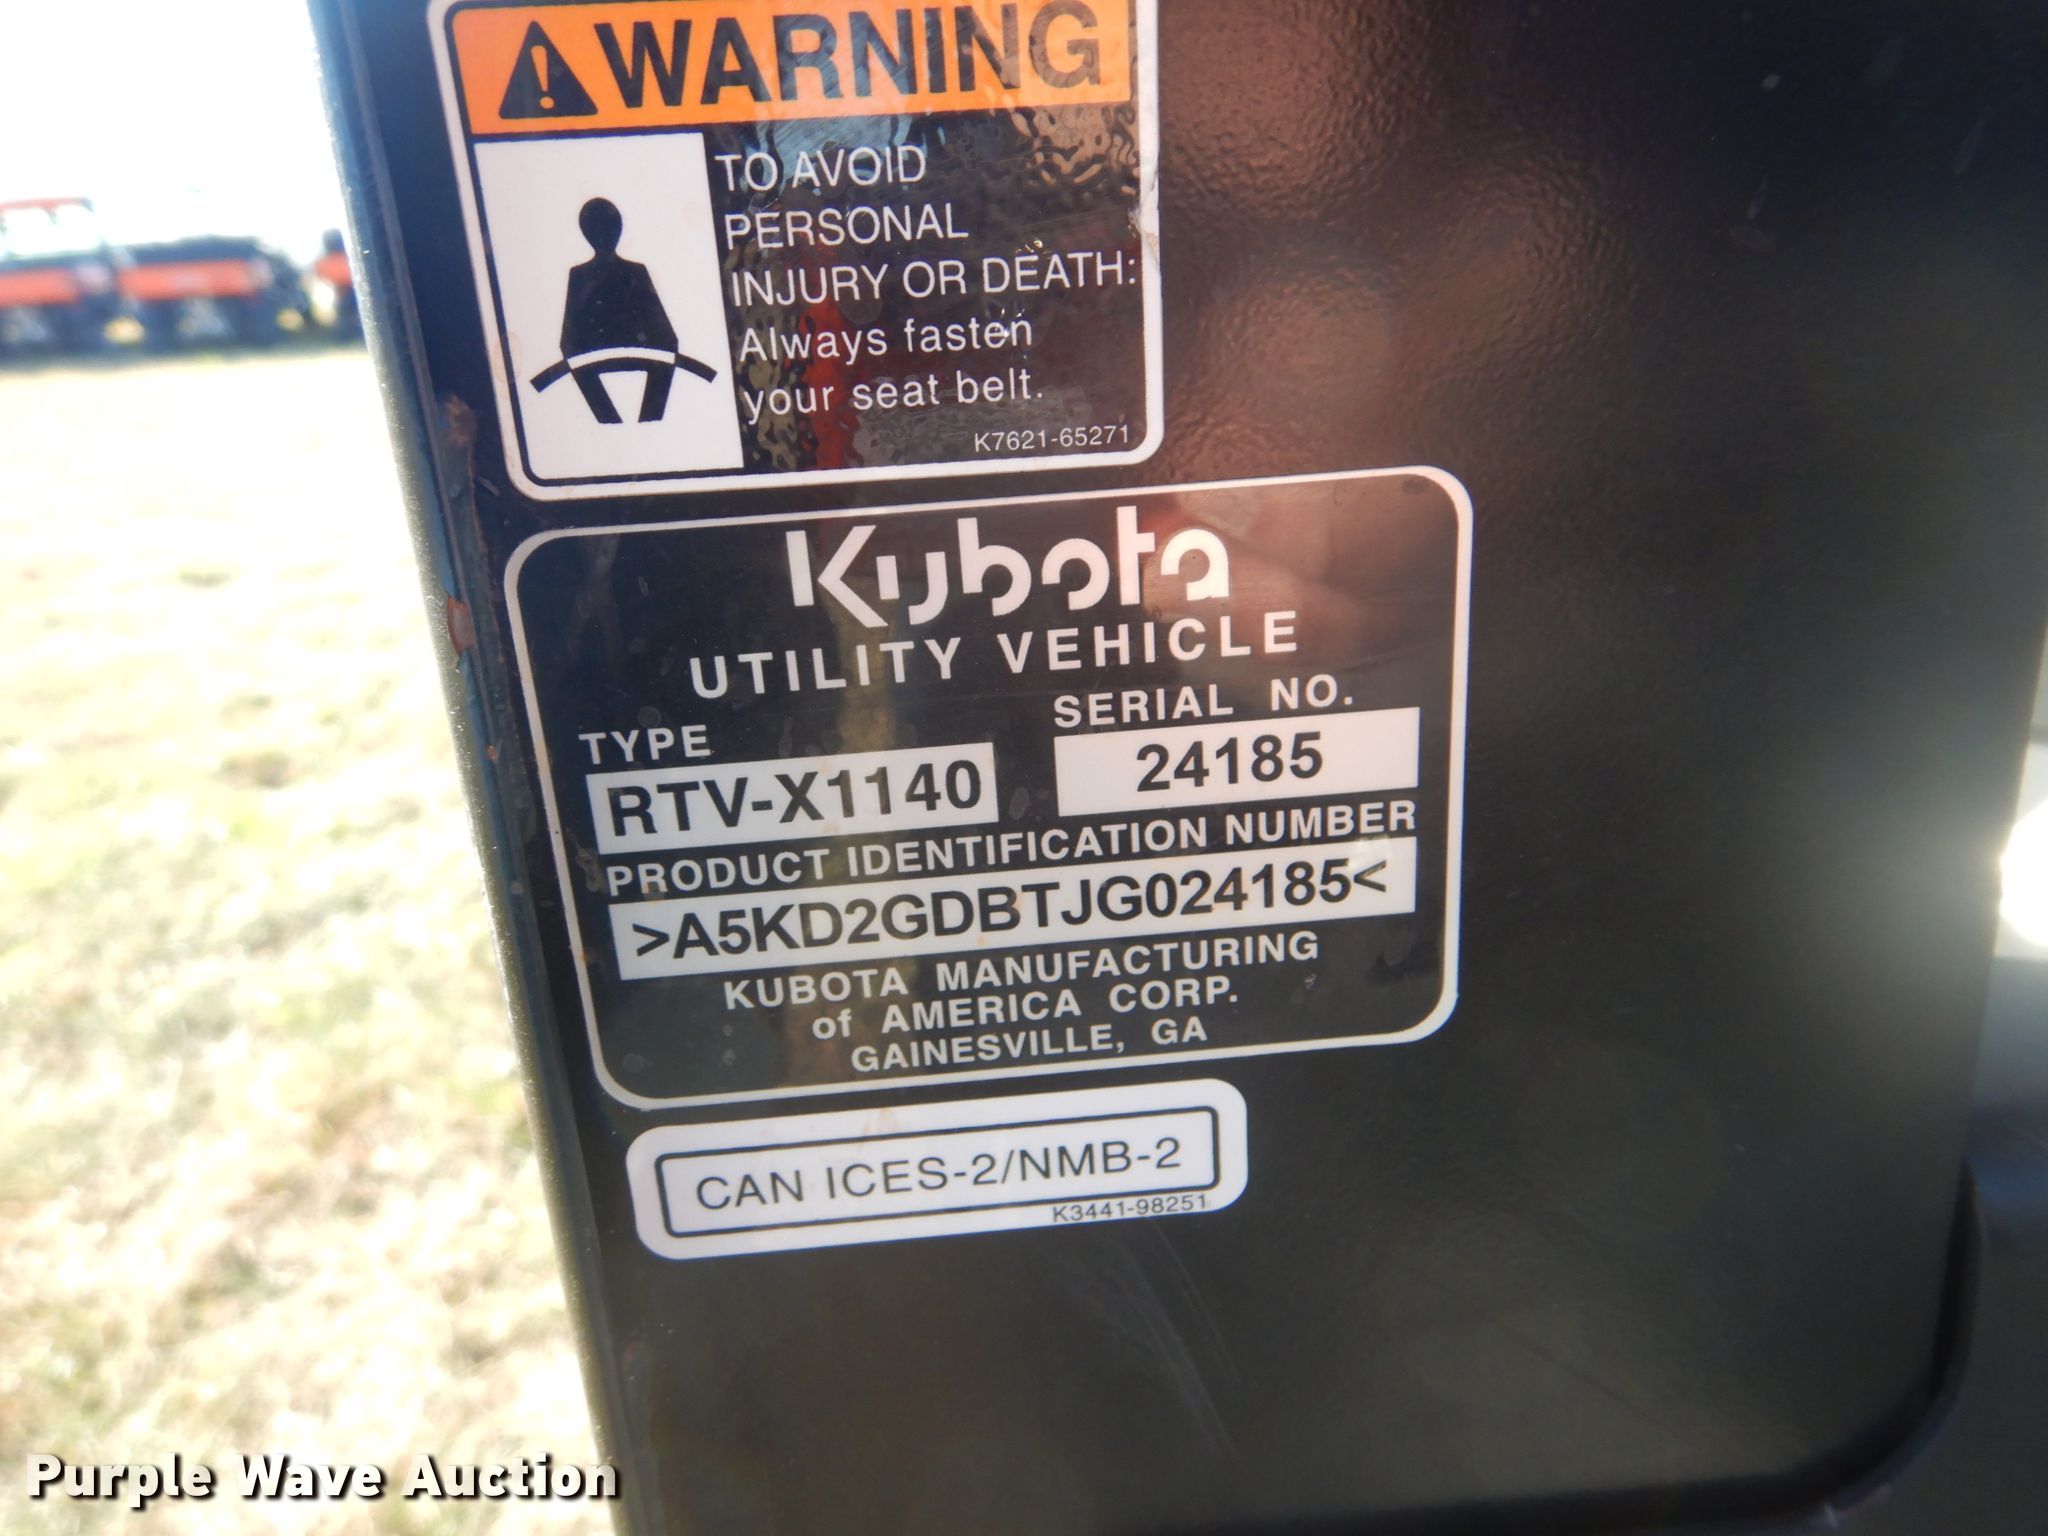 WARNING
TO AVOID
PERSONAL
INJURY OR DEATH:
Always fasten
your seat belt.
K7621-65271
Kubota
UTILITY VEHICLE
TYPE
SERIAL NO.
RTV-X1140
24185
PRODUCT IDENTIFICATION NUMBER
>A5KD2GDBTJG024185<
KUBOTA MANUFACTURING
of AMERICA CORP.
GAINESVILLE, GA
CAN ICES-2/NMB-2
K3441-98251
Purple Wave Auction